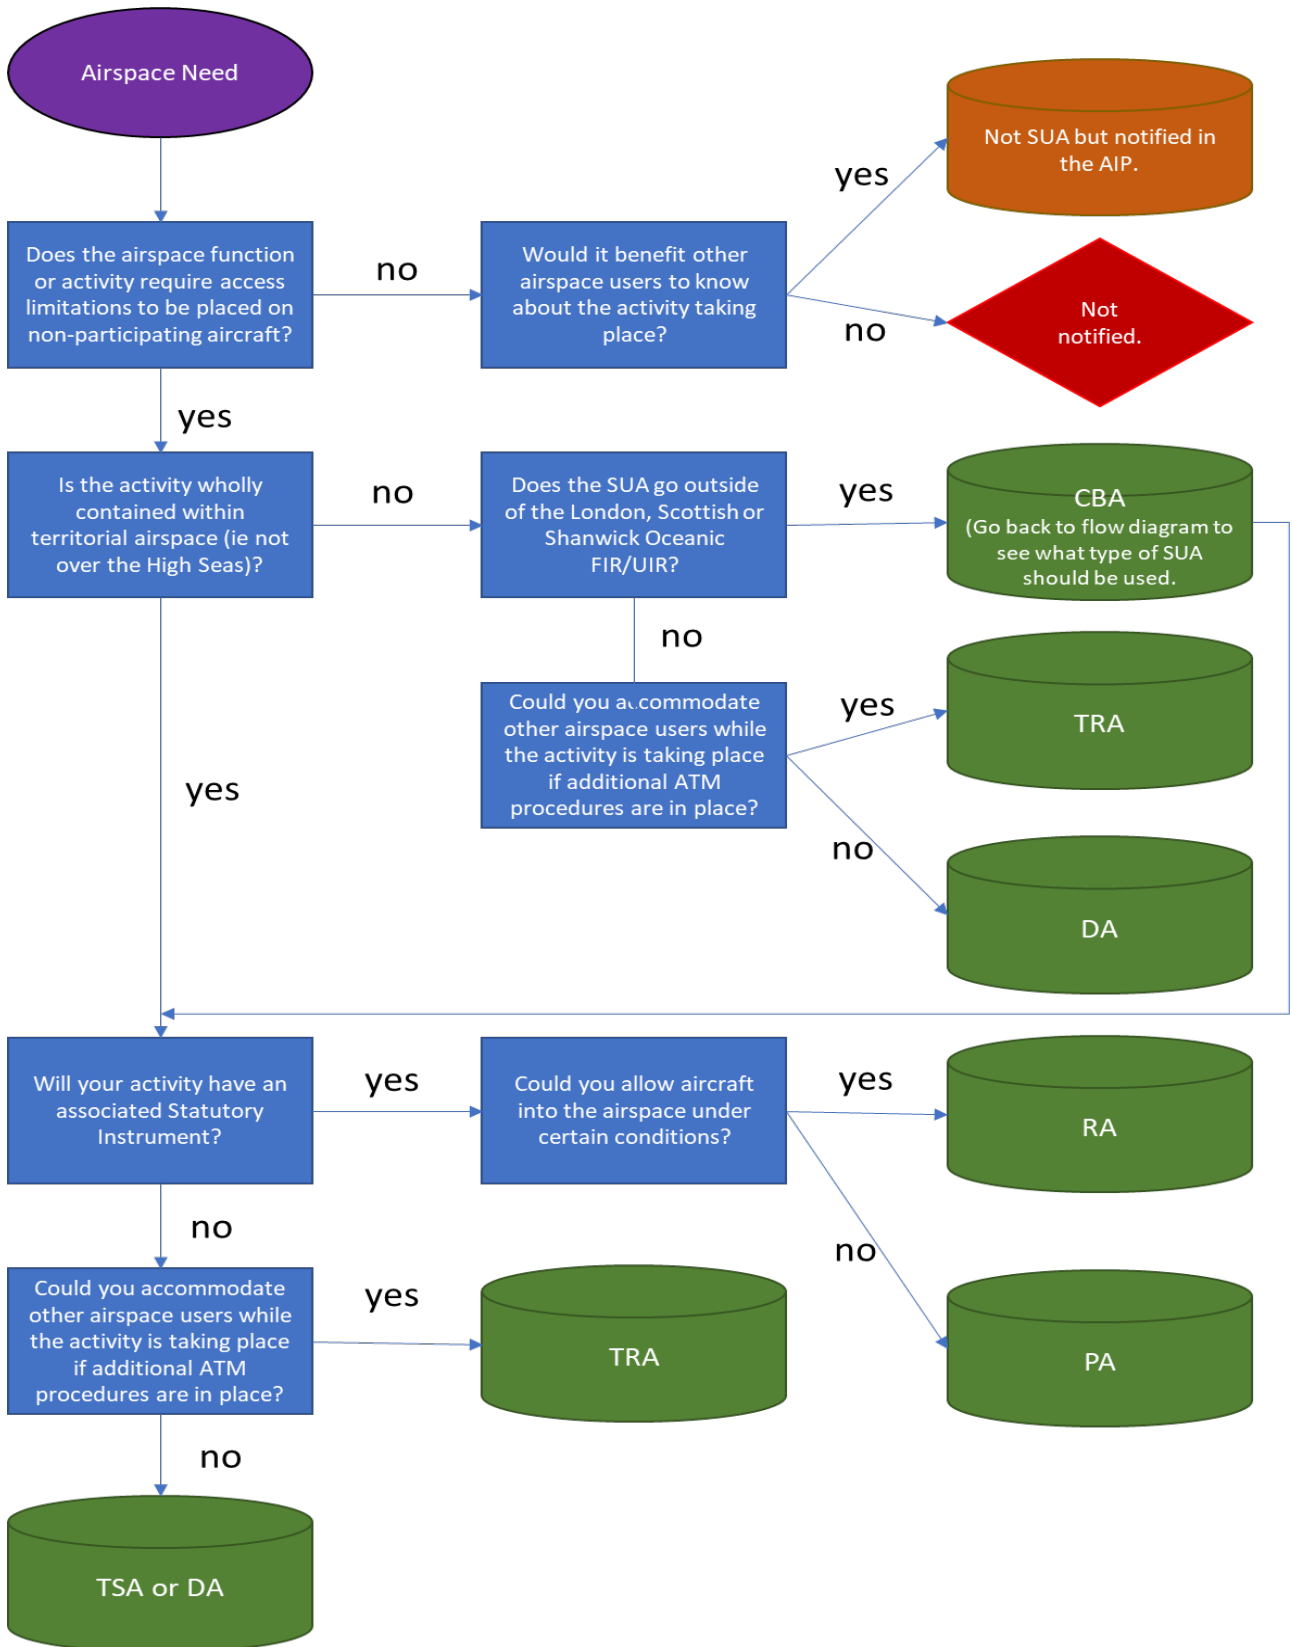 Airspace Need
Not SUA but notified in
the AIP.
yes
Does the airspace function
or activity require access
limitations to be placed on
non-participating aircraft?
no
Would it benefit other
airspace users to know
about the activity taking
place?
no
Not
notified.
yes
Is the activity wholly
contained within
territorial airspace (ie not
over the High Seas)?
no
Does the SUA go outside
of the London, Scottish or
Shanwick Oceanic
FIR/UIR?
yes
CBA
(Go back to flow diagram to
see what type of SUA
should be used.
no
Could you accommodate
other airspace users while
the activity is taking place
if additional ATM
procedures are in place?
yes
TRA
yes
no
DA
Will your activity have an
associated Statutory
Instrument?
yes
Could you allow aircraft
into the airspace under
certain conditions?
yes
RA
no
no
PA
Could you accommodate
other airspace users while
the activity is taking place
if additional ATM
procedures are in place?
yes
TRA
no
TSA or DA